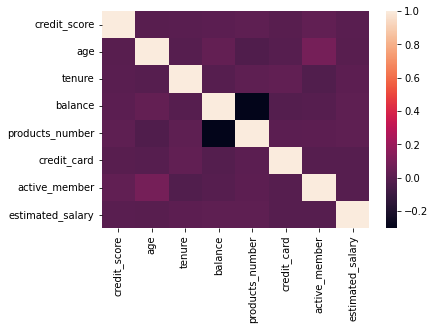 credit_score
age
tenure
balance
products_number
credit_card
active_member
estimated_salary
credit_score
age
tenure
balance
products_number
credit_card
active_member
estimated_salary
1.0
0.8
0.6
0.4
0.2
0.0
−0.2